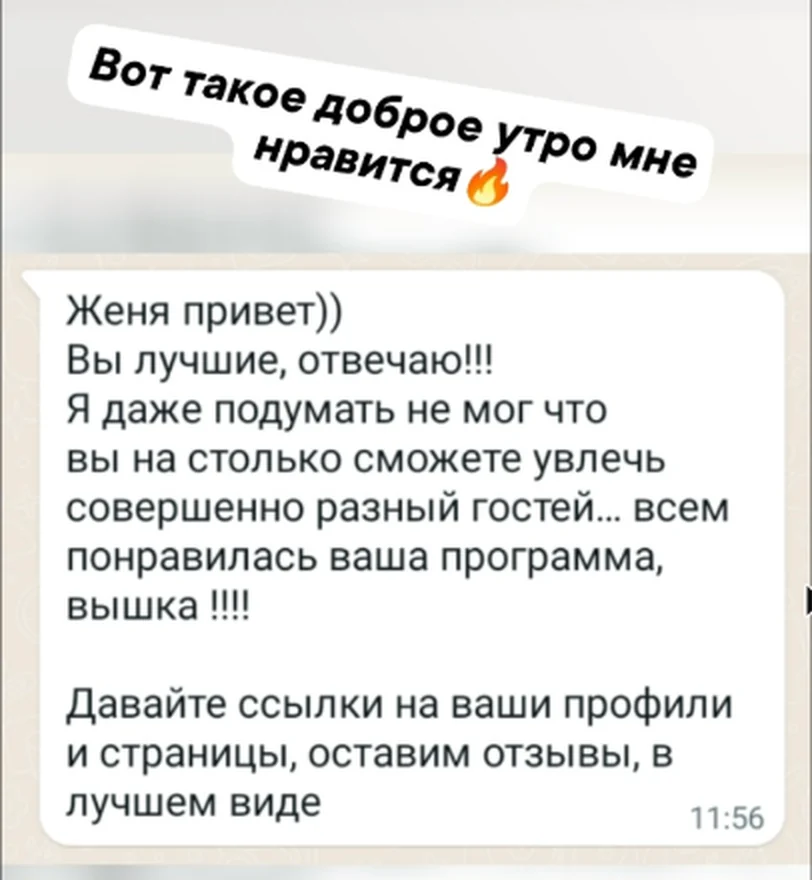 Вот такое доброе утро мне
нравится🔥
Женя привет))
Вы лучшие, отвечаю!!!
Я даже подумать не мог что
вы на столько сможете увлечь
совершенно разный гостей... всем
понравилась ваша программа,
вышка !!!!
Давайте ссылки на ваши профили
и страницы, оставим отзывы, в
лучшем виде
11:56